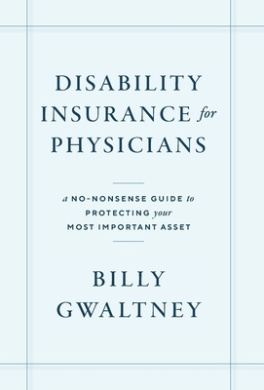 DISABILITY
INSURANCE for
PHYSICIANS
a NO-NONSENSE GUIDE to
PROTECTING your
MOST IMPORTANT ASSET
BILLY
GWALTNEY